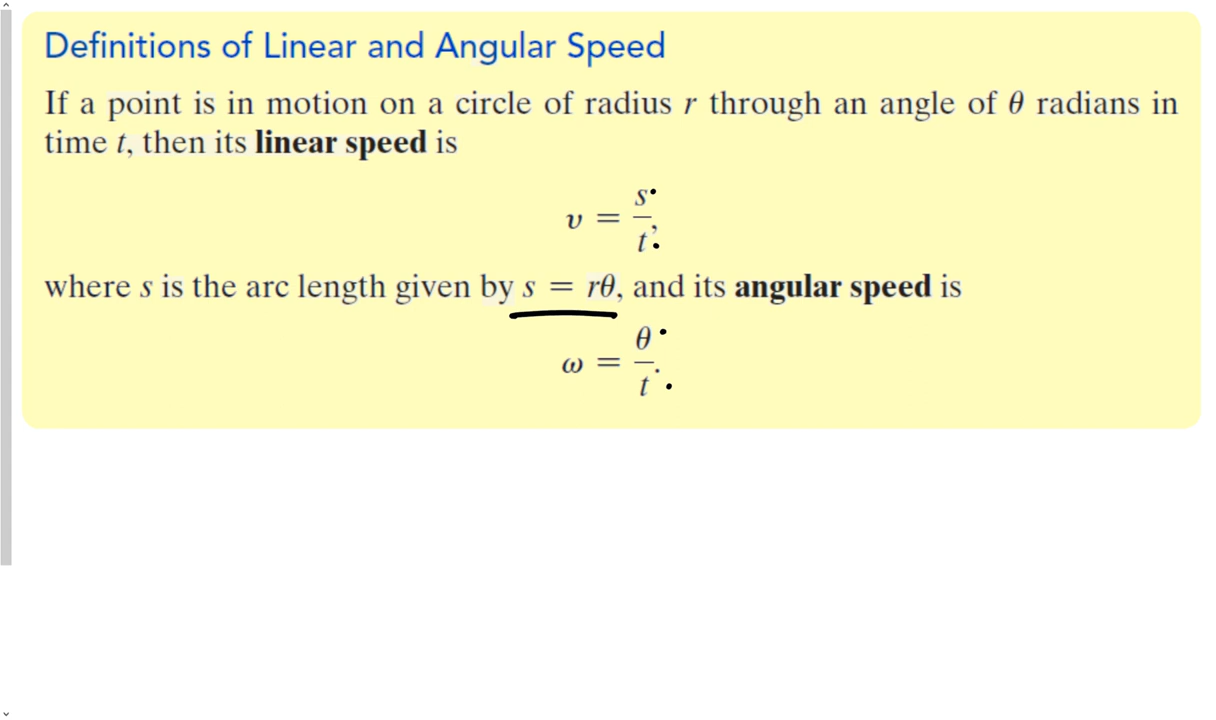 Definitions of Linear and Angular Speed
If a point is in motion on a circle of radius r through an angle of θ radians in
time t, then its linear speed is
υ = s/t,
where s is the arc length given by s = rθ, and its angular speed is
ω = θ/t.